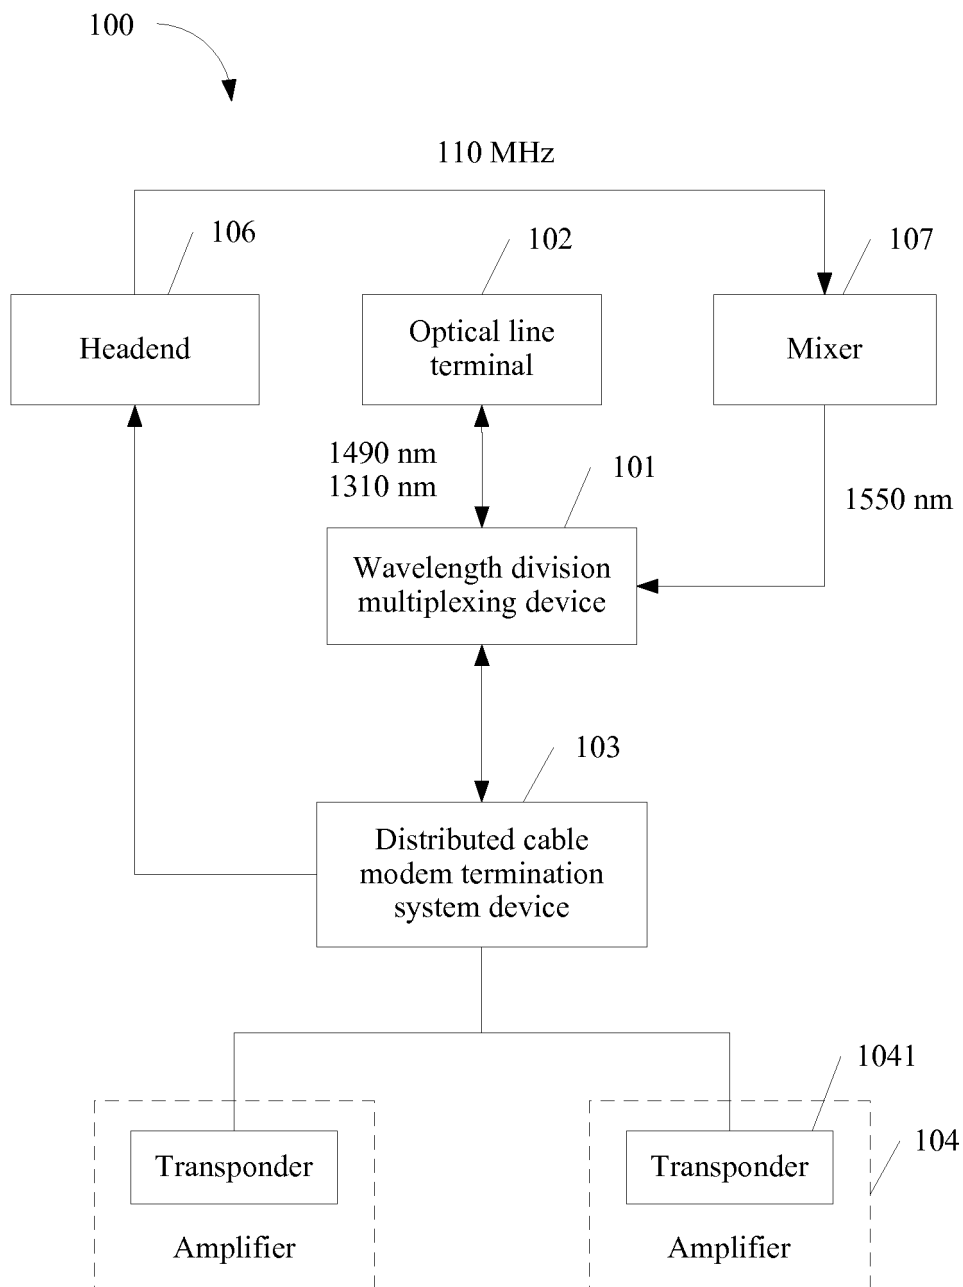 100
110 MHz
106
102
107
Headend
Optical line
terminal
Mixer
1490 nm
1310 nm
101
1550 nm
Wavelength division
multiplexing device
103
Distributed cable
modem termination
system device
1041
104
Transponder
Transponder
Amplifier
Amplifier